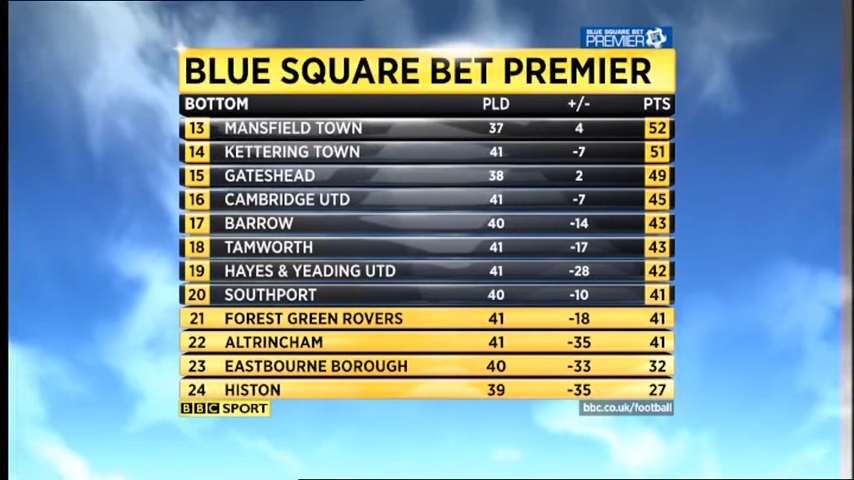 BLUE SQUARE BET
PREMIER
BLUE SQUARE BET PREMIER
BOTTOM PLD +/- PTS
13 MANSFIELD TOWN 37 4 52
14 KETTERING TOWN 41 -7 51
15 GATESHEAD 38 2 49
16 CAMBRIDGE UTD 41 -7 45
17 BARROW 40 -14 43
18 TAMWORTH 41 -17 43
19 HAYES & YEADING UTD 41 -28 42
20 SOUTHPORT 40 -10 41
21 FOREST GREEN ROVERS 41 -18 41
22 ALTRINCHAM 41 -35 41
23 EASTBOURNE BOROUGH 40 -33 32
24 HISTON 39 -35 27
BBC SPORT bbc.co.uk/football